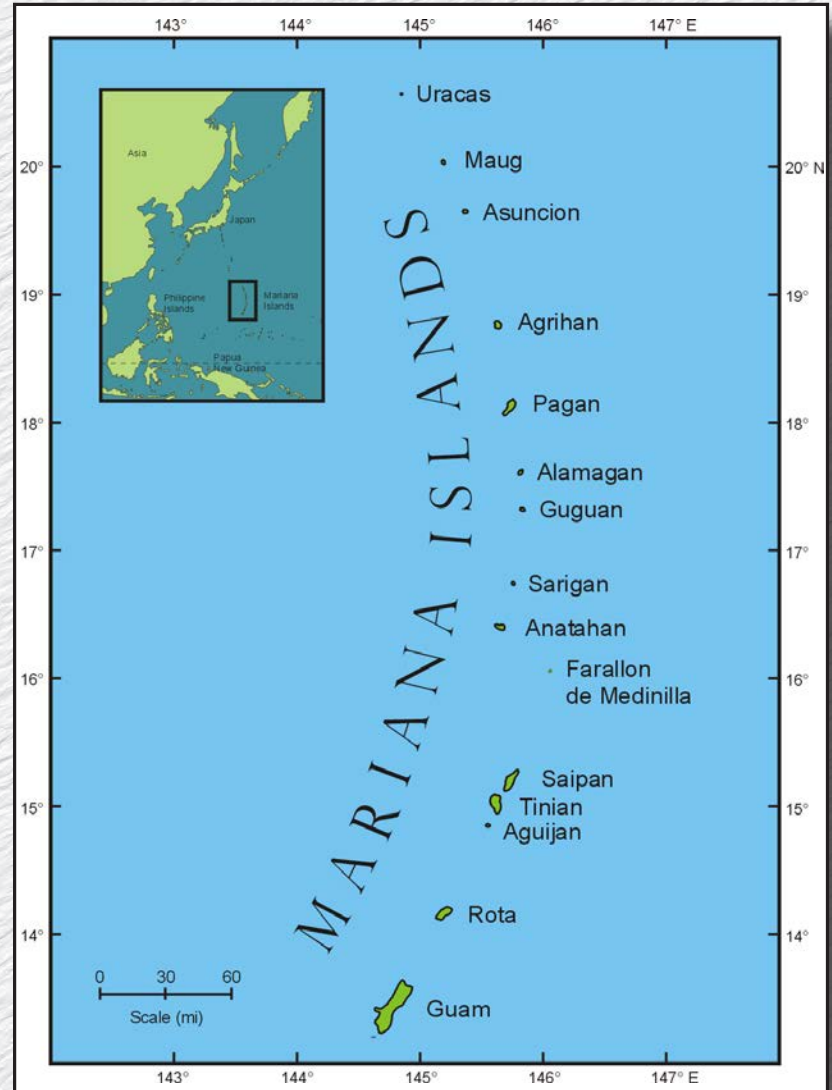 143° 144° 145° 146° 147° E
Uracas
Maug
20° 20° N
Asuncion
Asia
Japan
Philippine
Islands
Mariana
Islands
Papua
New Guinea
19° 19°
Agrihan
Pagan
18° 18°
Alamagan
Guguan
17° 17°
Sarigan
Anatahan
Farallon
de Medinilla
16° 16°
MARIANA ISLANDS
Saipan
Tinian
15° 15°
Aguijan
Rota
14° 14°
0 30 60
Scale (mi)
Guam
143° 144° 145° 146° 147° E